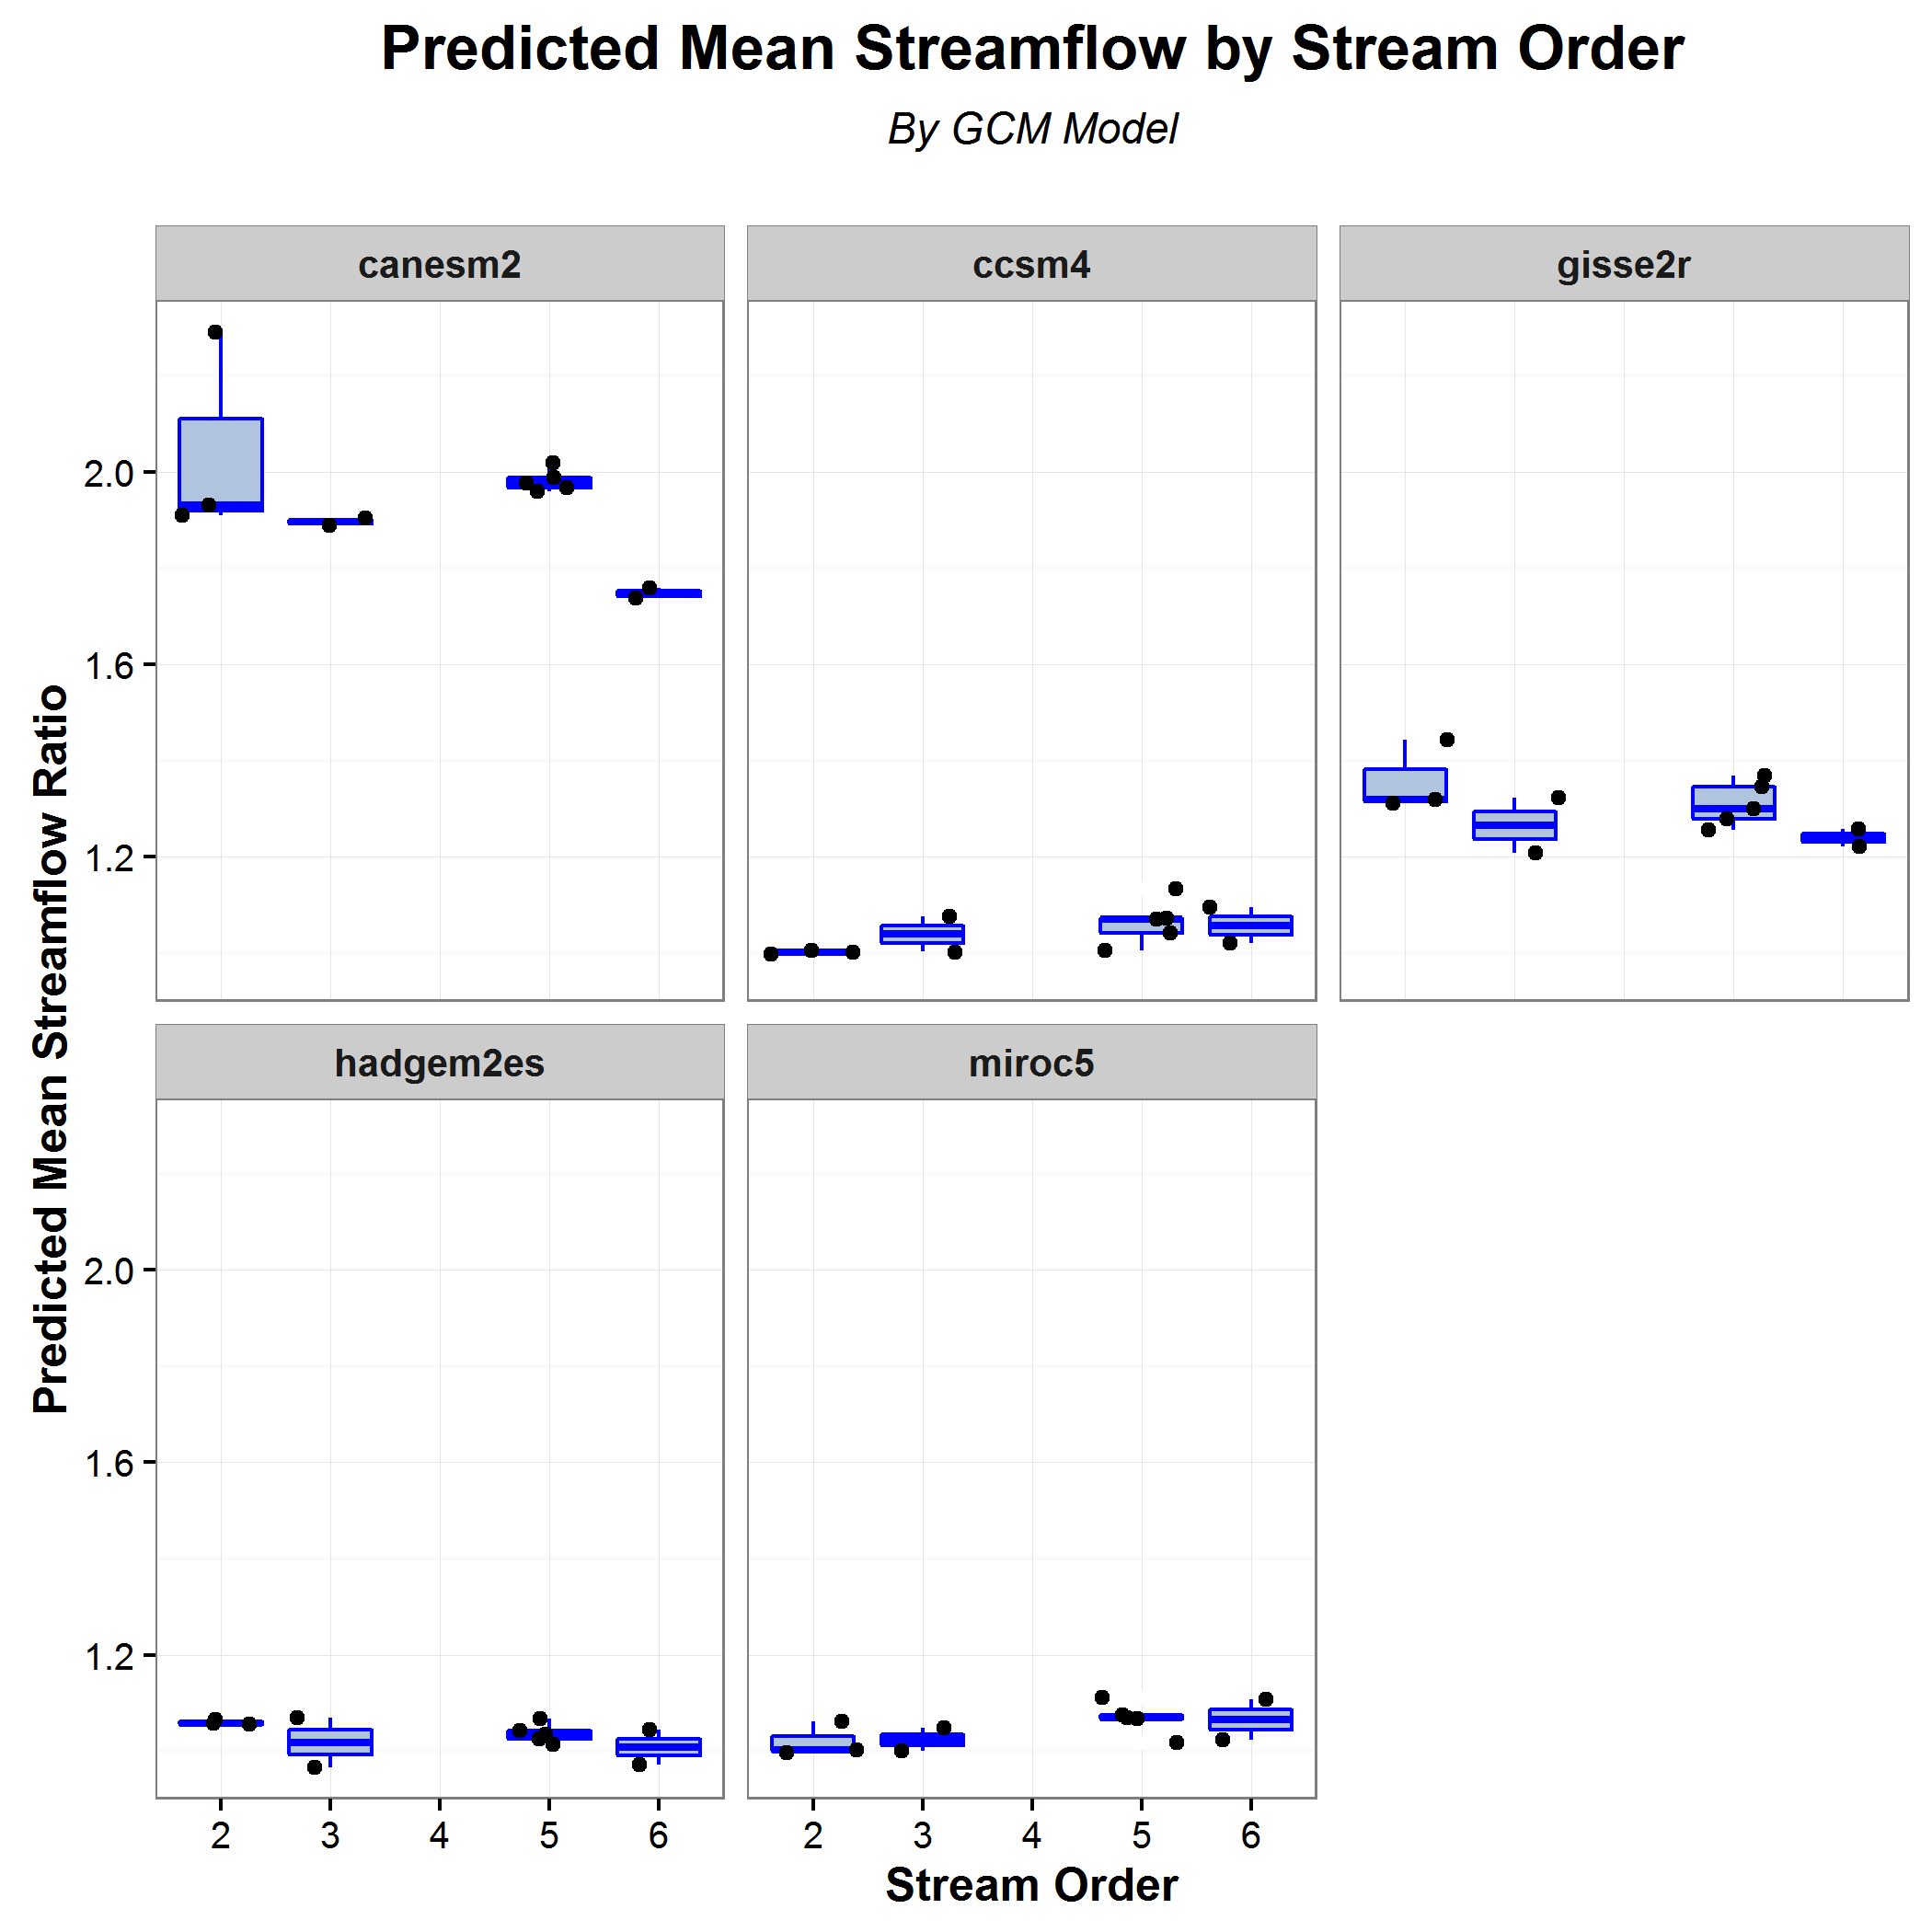 Predicted Mean Streamflow by Stream Order
By GCM Model
canesm2
ccsm4
gisse2r
2.0
1.6
1.2
Predicted Mean Streamflow Ratio
hadgem2es
miroc5
2.0
1.6
1.2
2 3 4 5 6
2 3 4 5 6
Stream Order